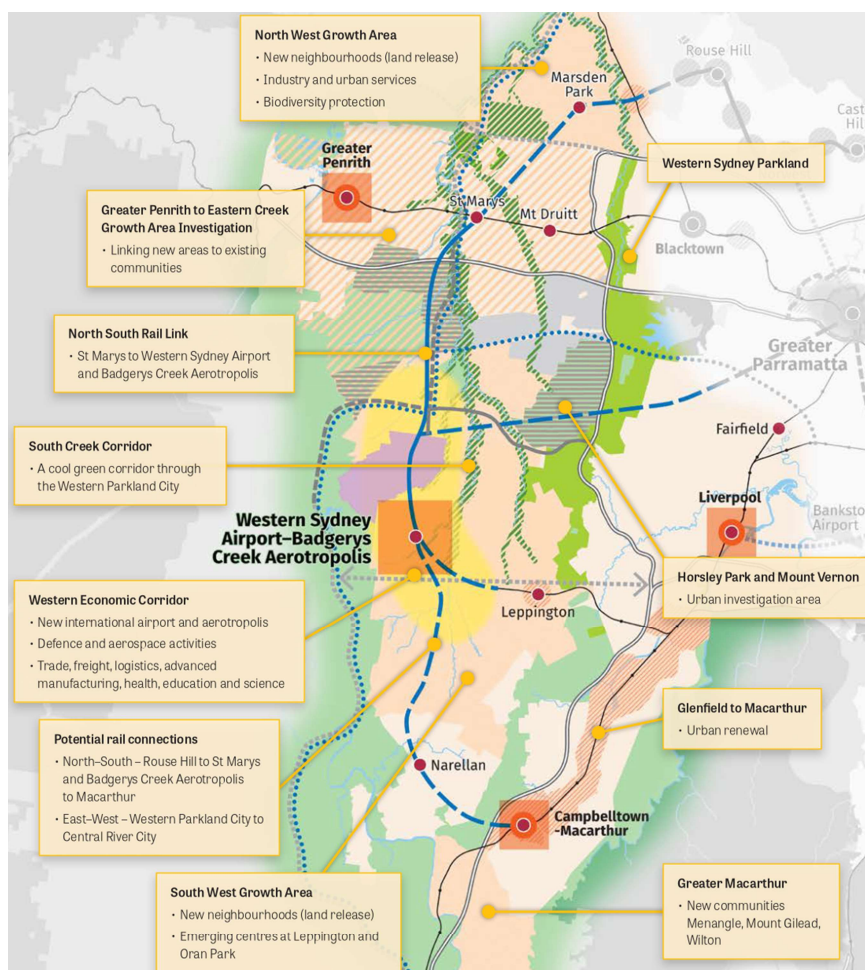 North West Growth Area
• New neighbourhoods (land release)
• Industry and urban services
• Biodiversity protection
Rouse Hill
Marsden
Park
Greater
Penrith
Western Sydney Parkland
St Marys
Mt Druitt
Greater Penrith to Eastern Creek
Growth Area Investigation
• Linking new areas to existing
communities
Blacktown
North South Rail Link
• St Marys to Western Sydney Airport
and Badgerys Creek Aerotropolis
Greater
Parramatta
South Creek Corridor
• A cool green corridor through
the Western Parkland City
Fairfield
Liverpool
Western Sydney
Airport–Badgerys
Creek Aerotropolis
Airport
Horsley Park and Mount Vernon
• Urban investigation area
Western Economic Corridor
• New international airport and aerotropolis
• Defence and aerospace activities
• Trade, freight, logistics, advanced
manufacturing, health, education and science
Leppington
Glenfield to Macarthur
• Urban renewal
Potential rail connections
• North–South – Rouse Hill to St Marys
and Badgerys Creek Aerotropolis
to Macarthur
• East–West – Western Parkland City to
Central River City
Narellan
Campbelltown
-Macarthur
South West Growth Area
• New neighbourhoods (land release)
• Emerging centres at Leppington and
Oran Park
Greater Macarthur
• New communities
Menangle, Mount Gilead,
Wilton